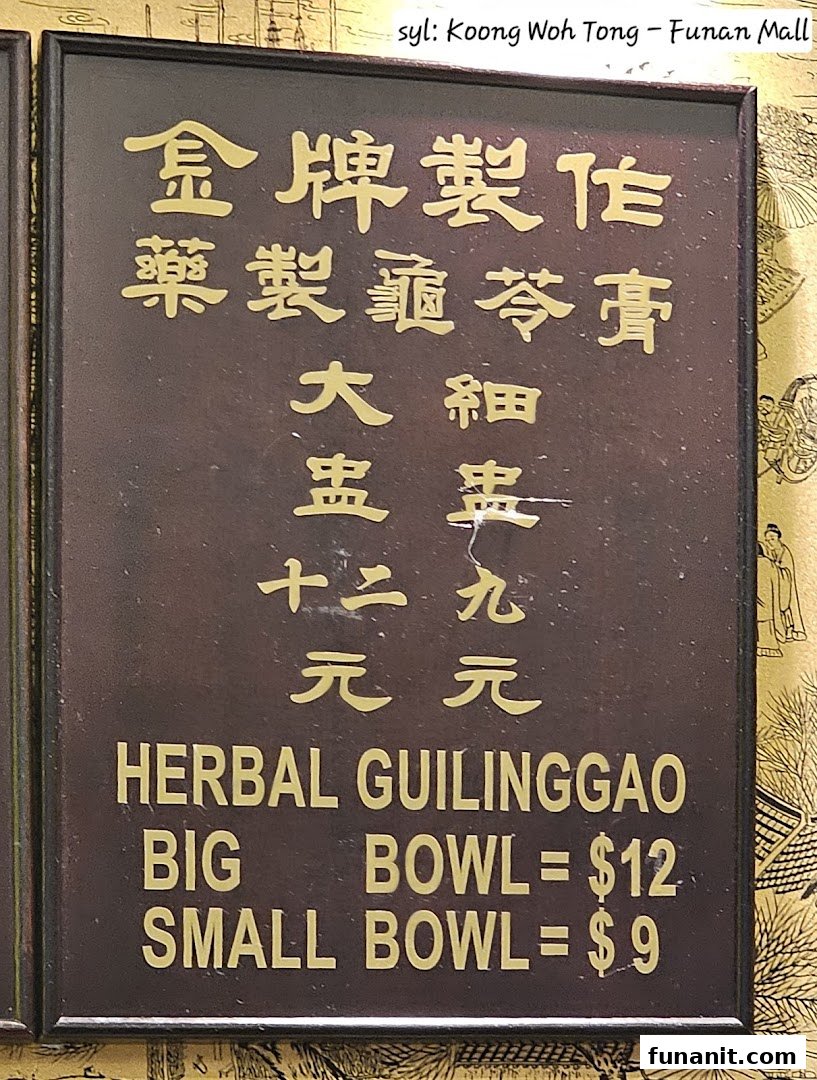 syl: Koong Woh Tong – Funan Mall
金牌製作
藥製龜苓膏
大盅十二元
細盅九元
HERBAL GUILINGGAO
BIG BOWL = $12
SMALL BOWL = $9
funanit.com